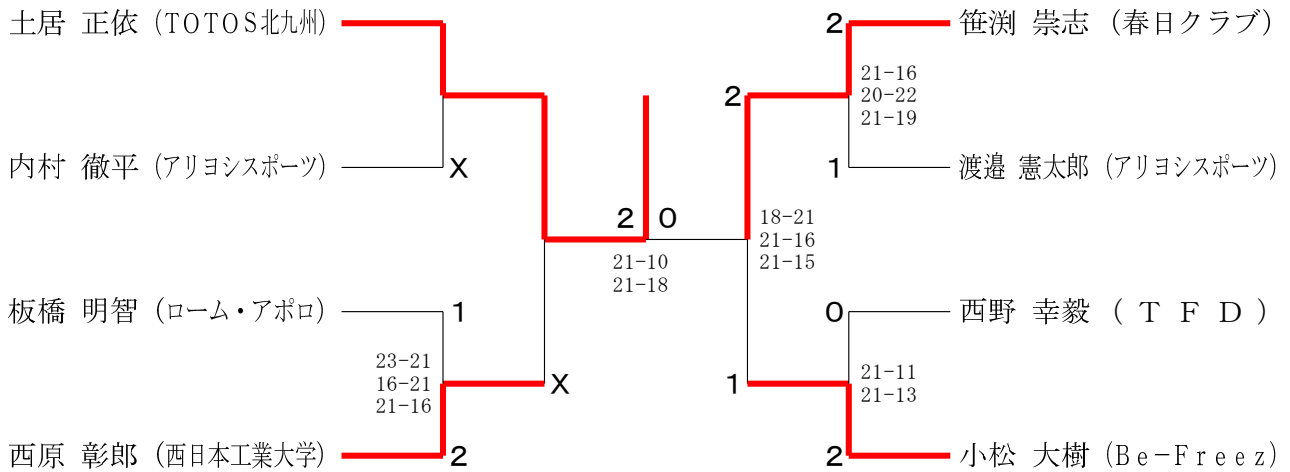 土居 正依 (TOTOS北九州)
2 笹渕 崇志 (春日クラブ)
21-16
20-22
21-19
2
内村 徹平 (アリヨシスポーツ)
X
1 渡邉 憲太郎 (アリヨシスポーツ)
2 0
21-10
21-18
18-21
21-16
21-15
板橋 明智 (ローム・アポロ)
1
0 西野 幸毅 (TFD)
23-21
16-21
21-16
X
1
21-11
21-13
西原 彰郎 (西日本工業大学)
2
2 小松 大樹 (Be-Freez)